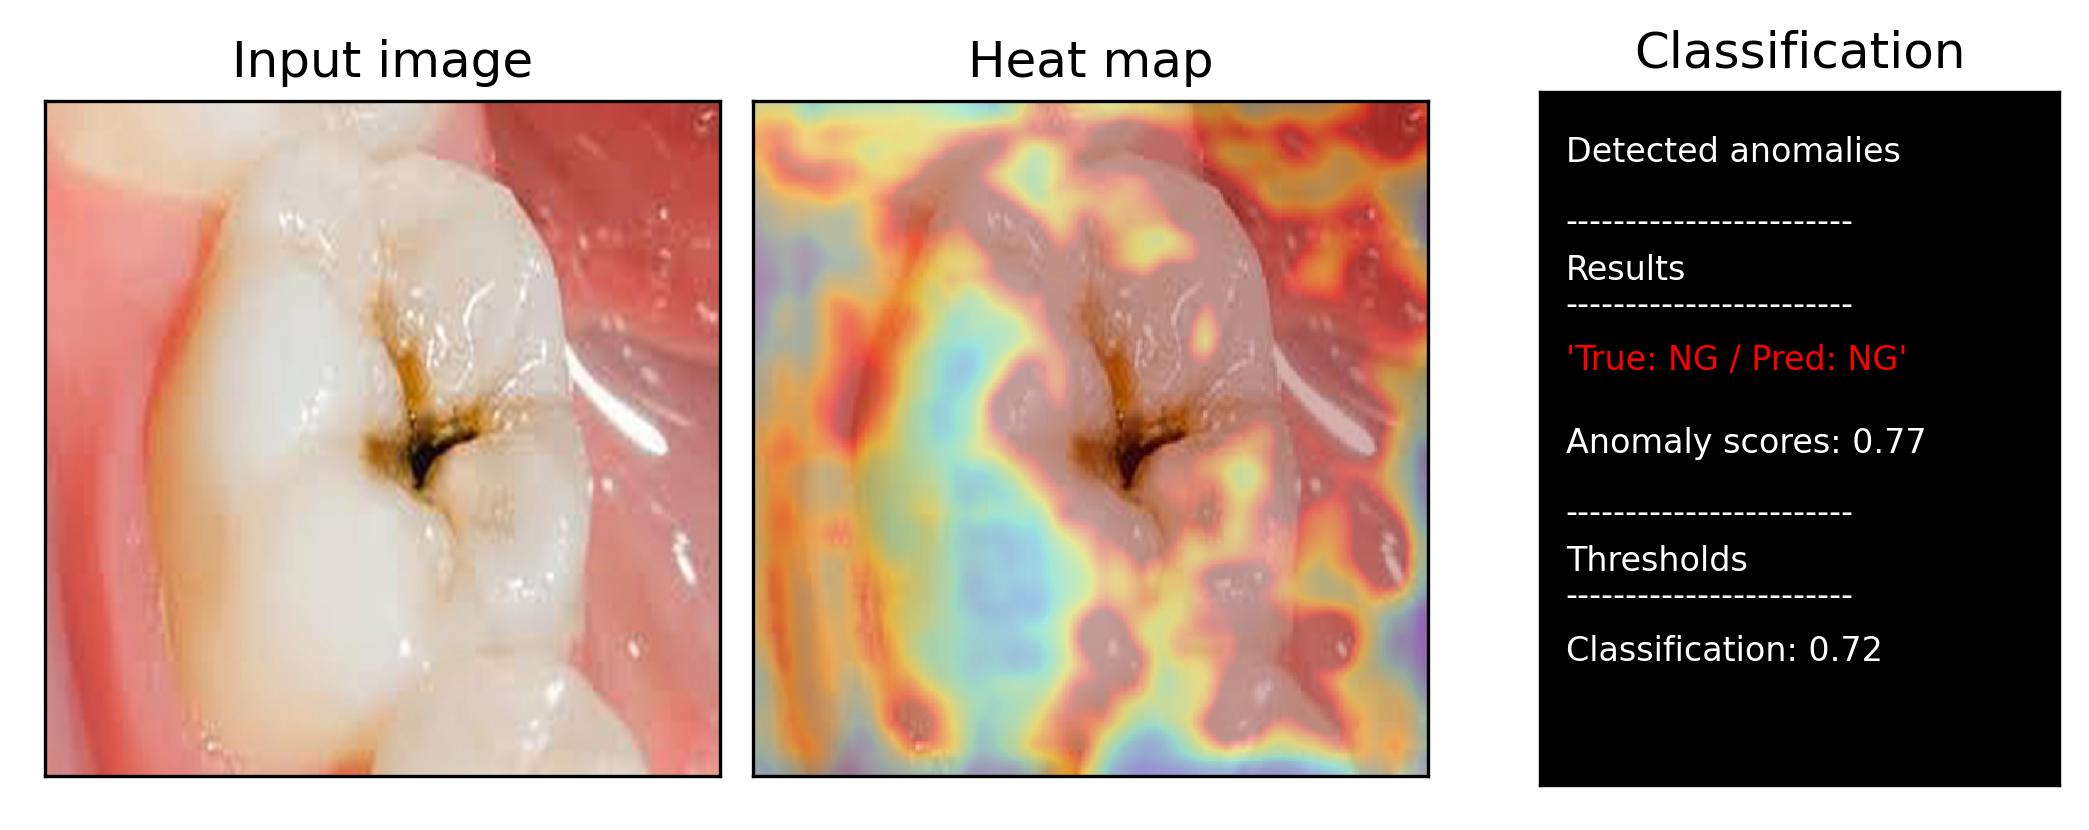 Input image
Heat map
Classification
Detected anomalies
------------------------
Results
------------------------
'True: NG / Pred: NG'
Anomaly scores: 0.77
------------------------
Thresholds
------------------------
Classification: 0.72